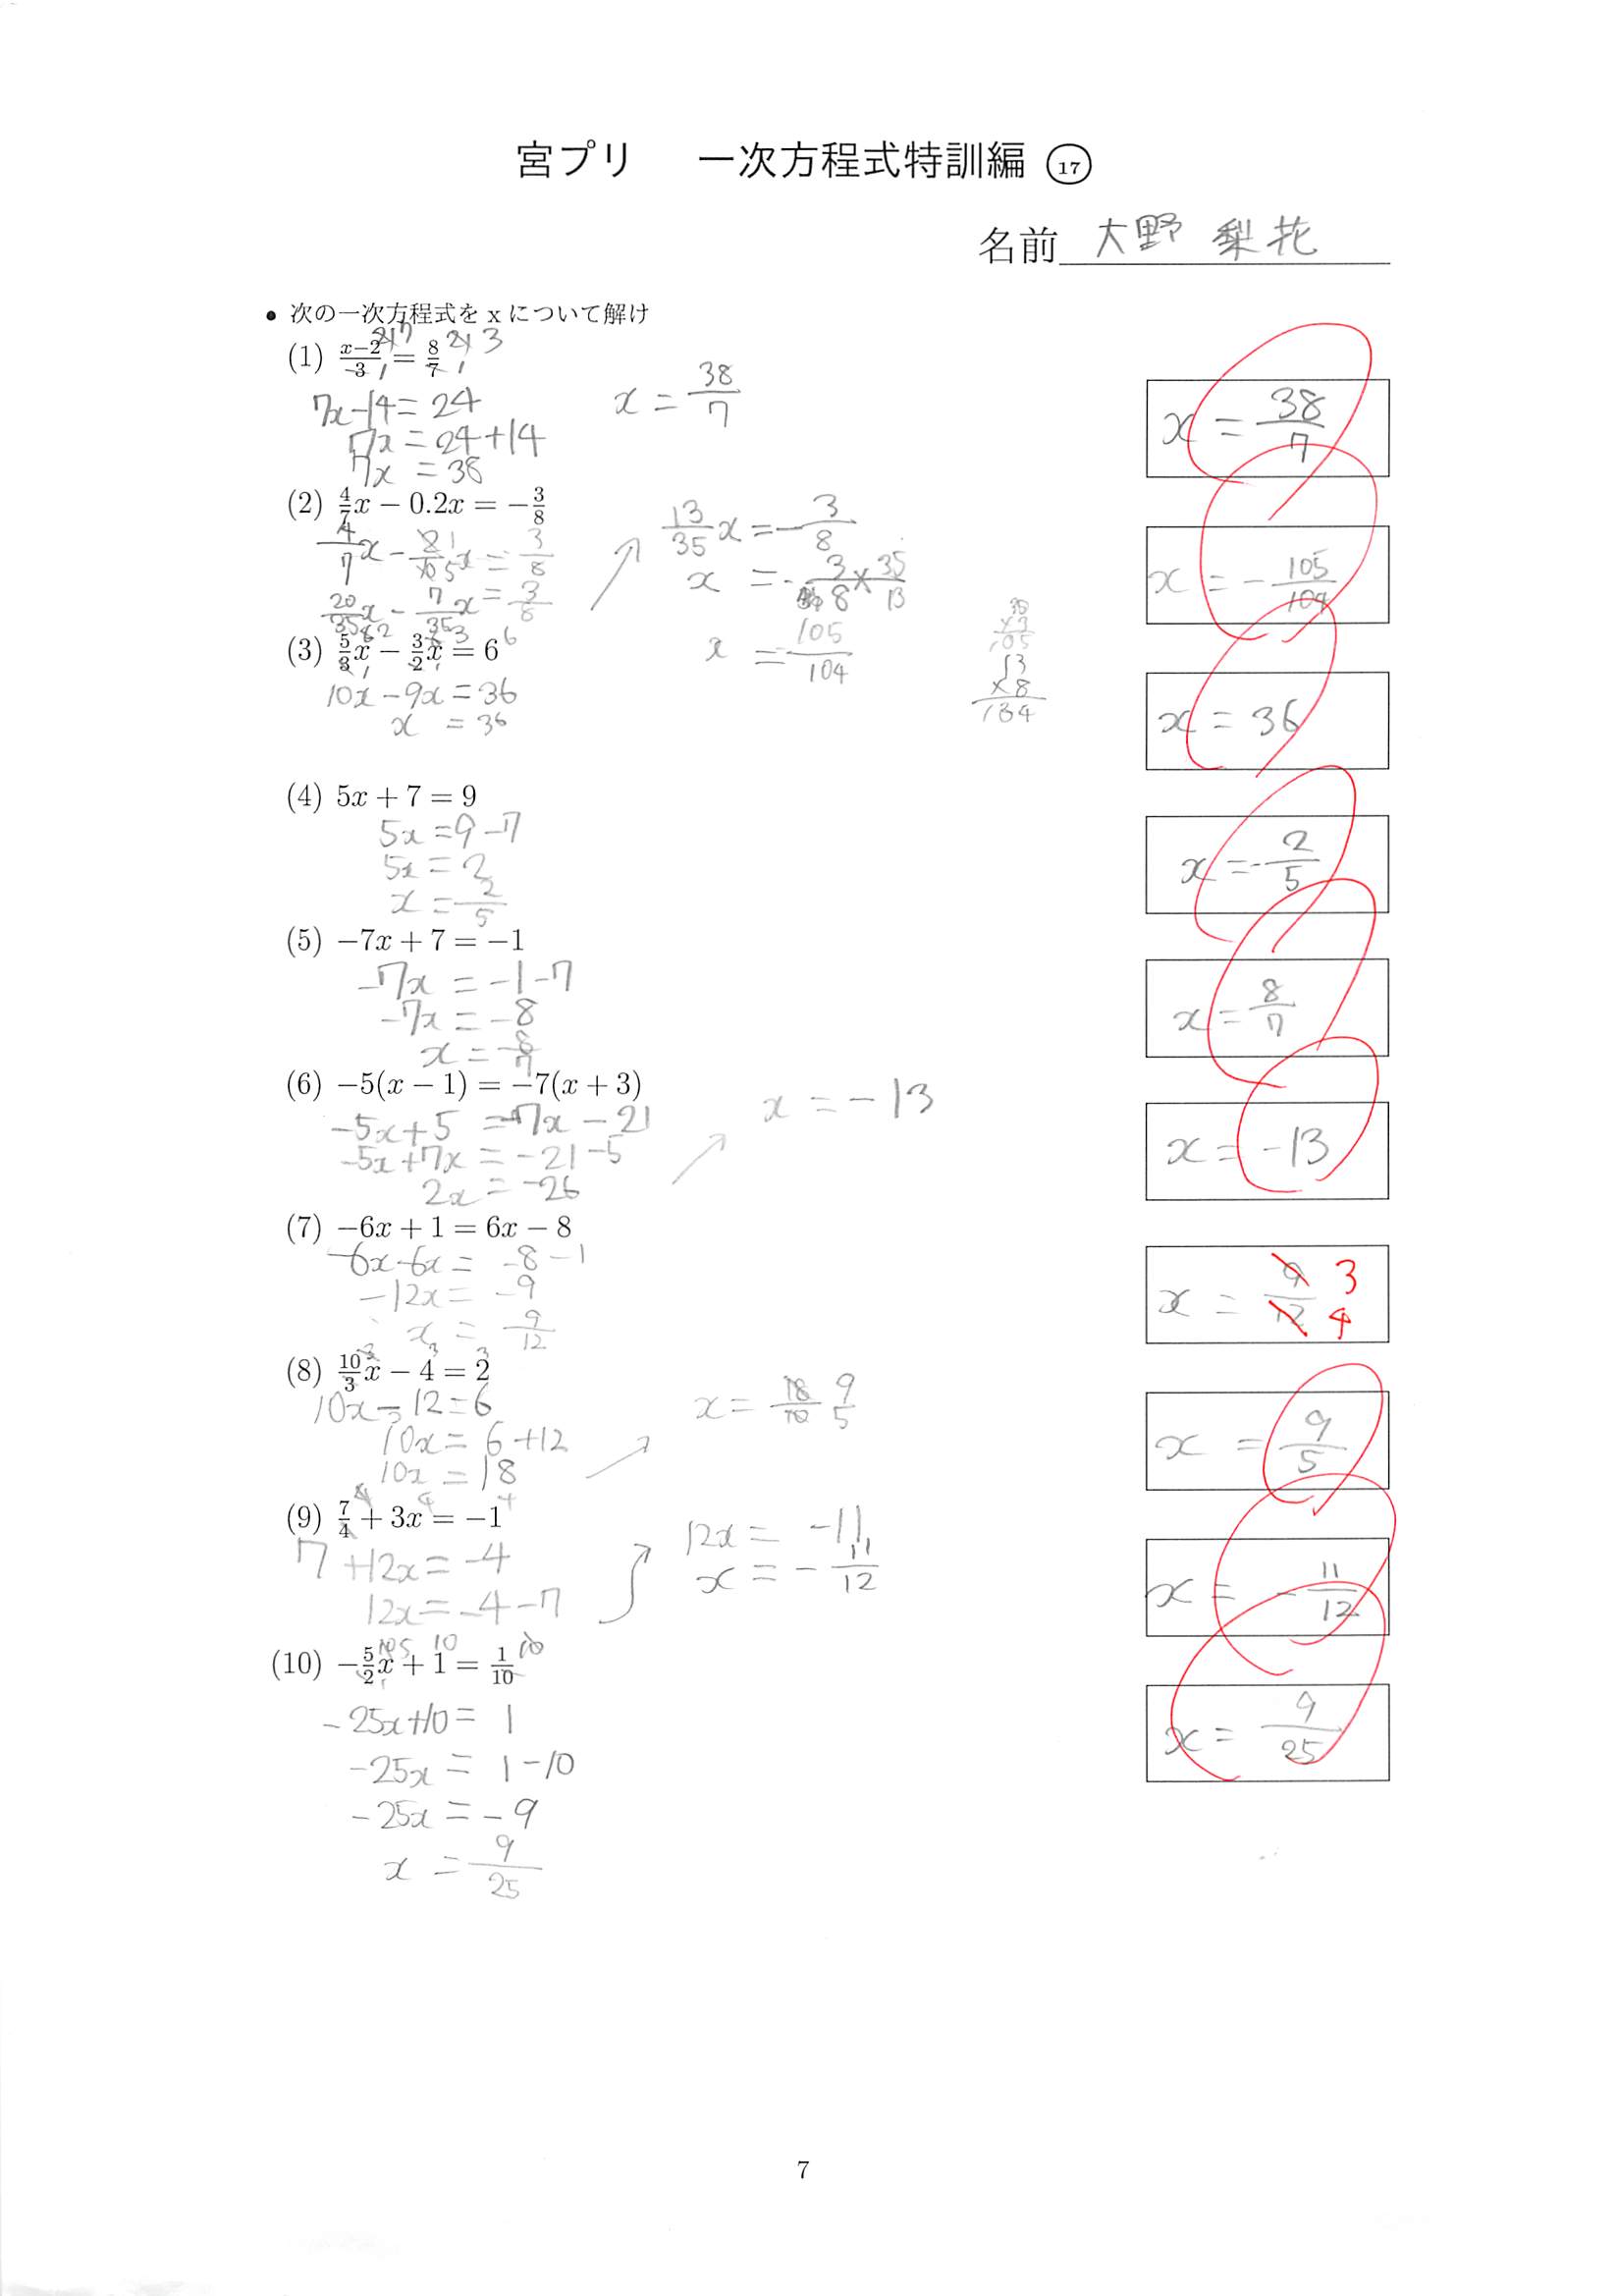 宮プリ 一次方程式特訓編 ⑰
名前 大野 梨花
• 次の一次方程式を x について解け
(1) \frac{x-2}{3} = \frac{8}{7}
7x-14=24
7x=24+14
7x=38
x=\frac{38}{7}
x=\frac{38}{7}
(2) \frac{4}{7}x - 0.2x = -\frac{3}{8}
\frac{4}{7}x - \frac{2}{10} \frac{1}{5}x = \frac{3}{8}
\frac{20}{35}x - \frac{7}{35}x = \frac{3}{8}
\frac{13}{35}x = -\frac{3}{8}
x = -\frac{3}{8} × \frac{35}{13}
x = -\frac{105}{104}
35
×3
105
13
×8
104
x = -\frac{105}{104}
(3) \frac{5}{3}x - \frac{3}{2}x = 6
10x-9x=36
x=36
x=36
(4) 5x + 7 = 9
5x=9-7
5x=2
x=\frac{2}{5}
x=-\frac{2}{5}
(5) −7x + 7 = −1
-7x=-1-7
-7x=-8
x=\frac{8}{7}
x=\frac{8}{7}
(6) −5(x − 1) = −7(x + 3)
-5x+5=-7x-21
-5x+7x=-21-5
2x=-26
x=-13
x=-13
(7) −6x + 1 = 6x − 8
-6x-6x=-8-1
-12x=-9
x=\frac{9}{12}
x=\frac{9}{12} \frac{3}{4}
(8) \frac{10}{3}x − 4 = 2
10x-12=6
10x=6+12
10x=18
x=\frac{18}{10} \frac{9}{5}
x=\frac{9}{5}
(9) \frac{7}{4} + 3x = −1
7+12x=-4
12x=-4-7
12x=-11
x=-\frac{11}{12}
x=-\frac{11}{12}
(10) −\frac{5}{2}x + 1 = \frac{1}{10}
-25x+10=1
-25x=1-10
-25x=-9
x=\frac{9}{25}
x=\frac{9}{25}
7